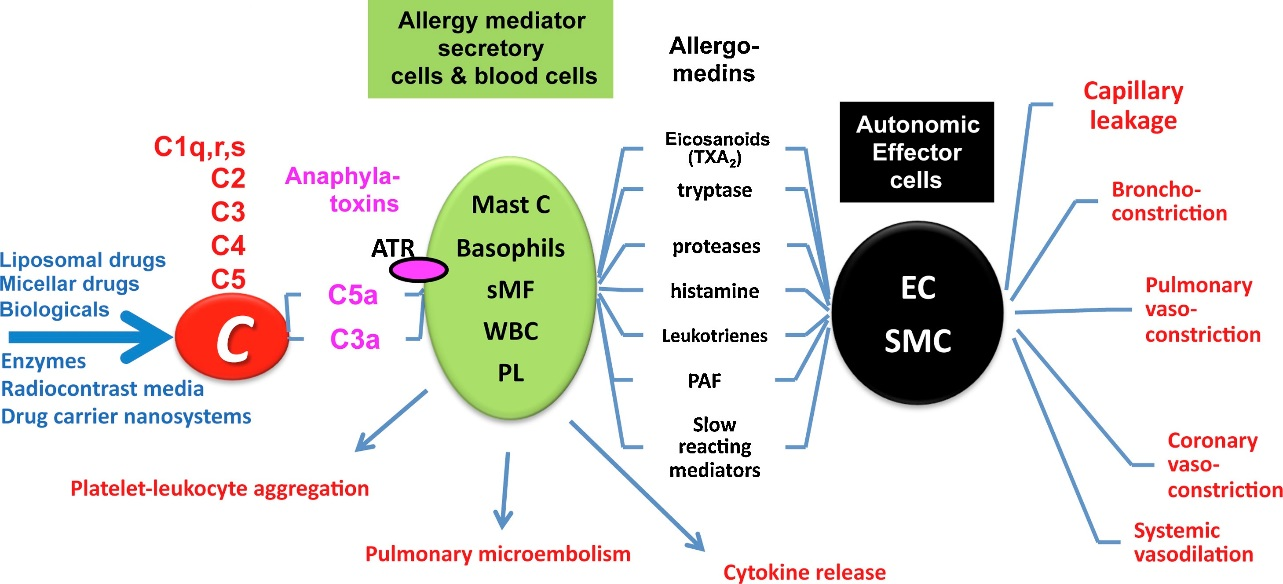 Allergy mediator
secretory
cells & blood cells
Allergo-
medins
C1q,r,s
C2
C3
C4
C5
Anaphyla-
toxins
ATR
Liposomal drugs
Micellar drugs
Biologicals
C
Enzymes
Radiocontrast media
Drug carrier nanosystems
C5a
C3a
Mast C
Basophils
sMF
WBC
PL
Eicosanoids
(TXA₂)
tryptase
proteases
histamine
Leukotrienes
PAF
Slow
reacting
mediators
Autonomic
Effector
cells
EC
SMC
Capillary
leakage
Broncho-
constriction
Pulmonary
vaso-
constriction
Coronary
vaso-
constriction
Systemic
vasodilation
Platelet-leukocyte aggregation
Pulmonary microembolism
Cytokine release